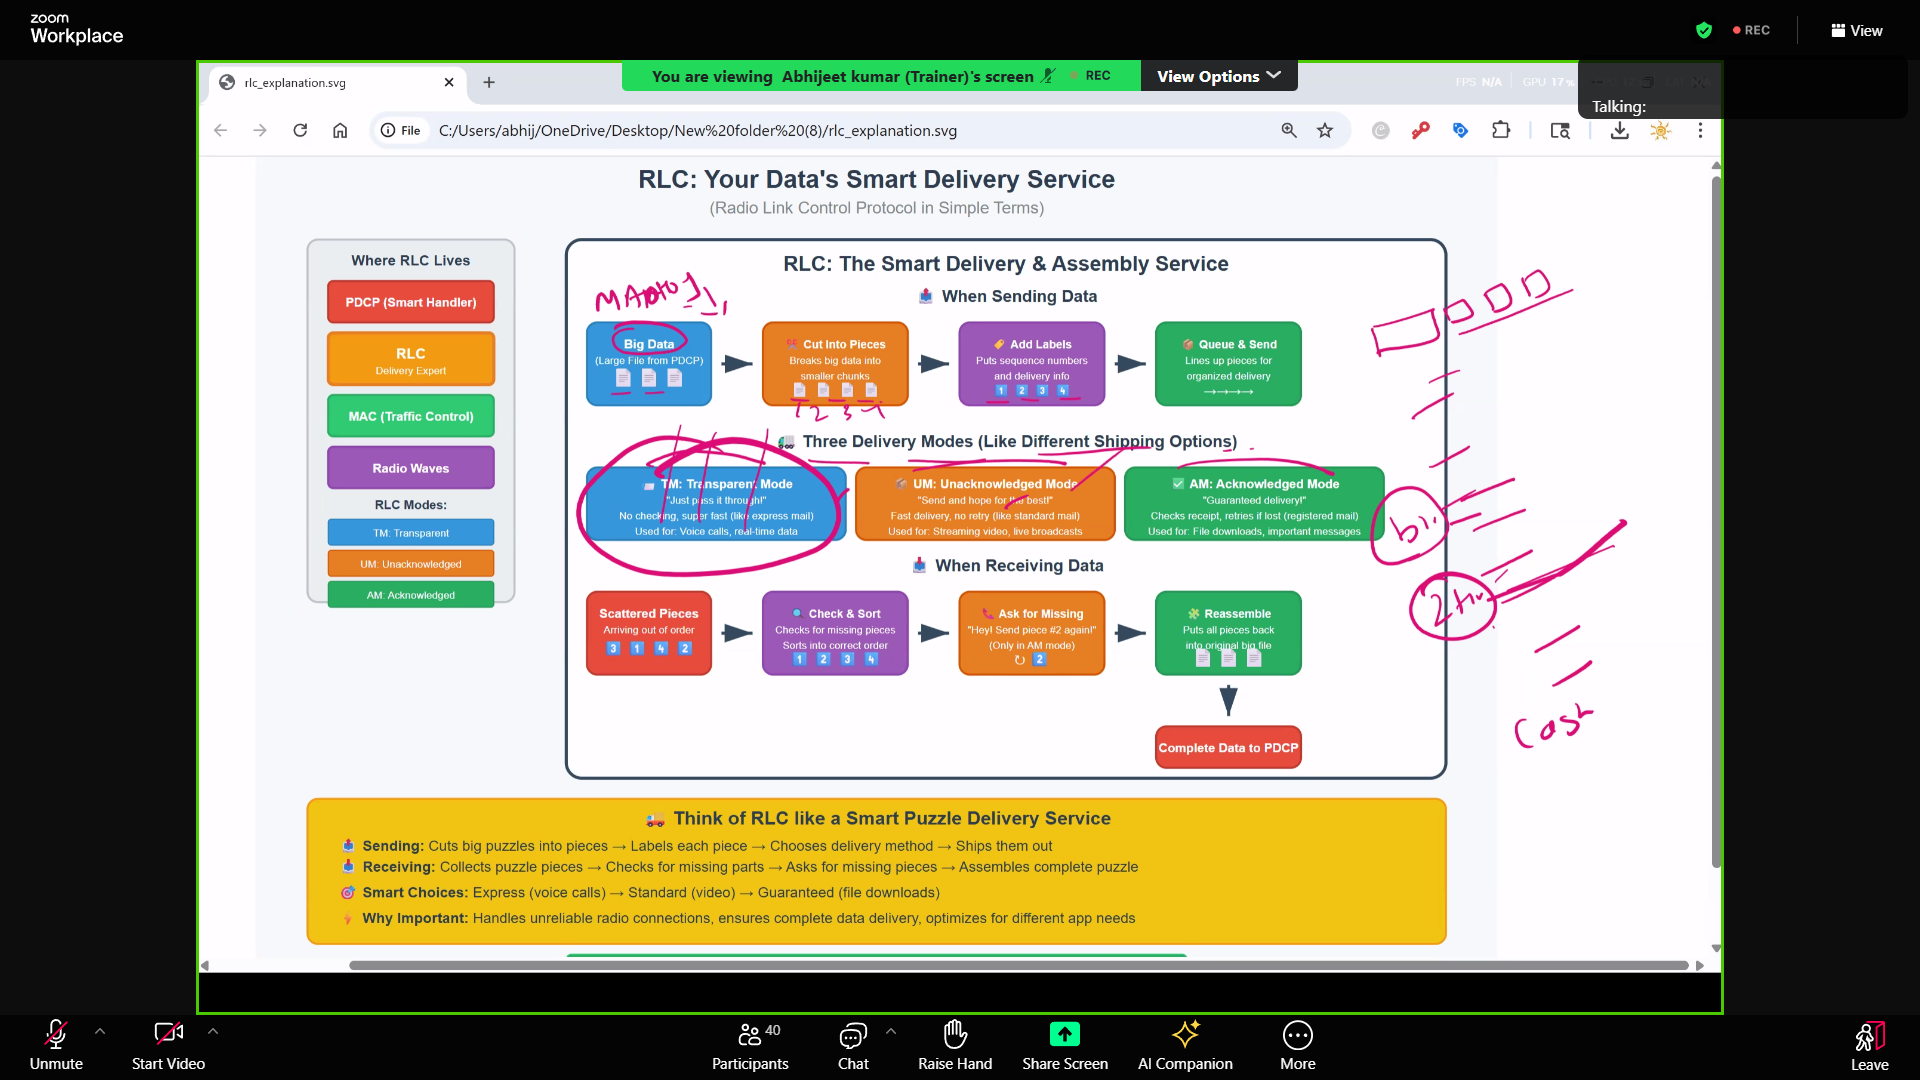 zoom
Workplace
REC
View
rlc_explanation.svg
You are viewing Abhijeet kumar (Trainer)'s screen
REC
View Options
FPS N/A
GPU 17%
Talking:
File
C:/Users/abhij/OneDrive/Desktop/New%20folder%20(8)/rlc_explanation.svg
RLC: Your Data's Smart Delivery Service
(Radio Link Control Protocol in Simple Terms)
Where RLC Lives
PDCP (Smart Handler)
RLC
Delivery Expert
MAC (Traffic Control)
Radio Waves
RLC Modes:
TM: Transparent
UM: Unacknowledged
AM: Acknowledged
RLC: The Smart Delivery & Assembly Service
When Sending Data
Big Data
(Large File from PDCP)
Cut Into Pieces
Breaks big data into
smaller chunks
1 2 3
Add Labels
Puts sequence numbers
and delivery info
1 2 3 4
Queue & Send
Lines up pieces for
organized delivery
→→→→
Three Delivery Modes (Like Different Shipping Options)
TM: Transparent Mode
"Just pass it through!"
No checking, super fast (like express mail)
Used for: Voice calls, real-time data
UM: Unacknowledged Mode
"Send and hope for the best!"
Fast delivery, no retry (like standard mail)
Used for: Streaming video, live broadcasts
AM: Acknowledged Mode
"Guaranteed delivery!"
Checks receipt, retries if lost (registered mail)
Used for: File downloads, important messages
When Receiving Data
Scattered Pieces
Arriving out of order
3 1 4 2
Check & Sort
Checks for missing pieces
Sorts into correct order
1 2 3 4
Ask for Missing
"Hey! Send piece #2 again!"
(Only in AM mode)
↻ 2
Reassemble
Puts all pieces back
into original big file
Complete Data to PDCP
Think of RLC like a Smart Puzzle Delivery Service
Sending: Cuts big puzzles into pieces → Labels each piece → Chooses delivery method → Ships them out
Receiving: Collects puzzle pieces → Checks for missing parts → Asks for missing pieces → Assembles complete puzzle
Smart Choices: Express (voice calls) → Standard (video) → Guaranteed (file downloads)
Why Important: Handles unreliable radio connections, ensures complete data delivery, optimizes for different app needs
Unmute
Start Video
Participants
40
Chat
Raise Hand
Share Screen
AI Companion
More
Leave